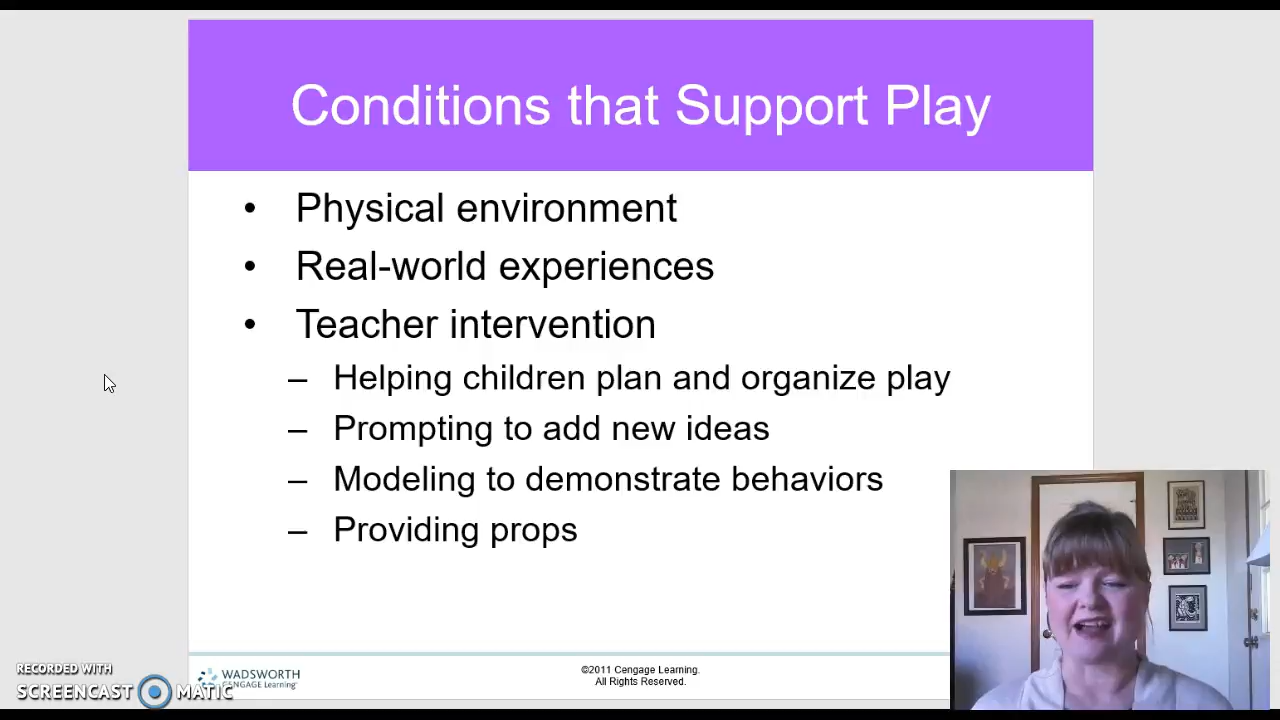 Conditions that Support Play
• Physical environment
• Real-world experiences
• Teacher intervention
– Helping children plan and organize play
– Prompting to add new ideas
– Modeling to demonstrate behaviors
– Providing props
WADSWORTH
CENGAGE Learning™
©2011 Cengage Learning.
All Rights Reserved.
RECORDED WITH
SCREENCAST MATIC